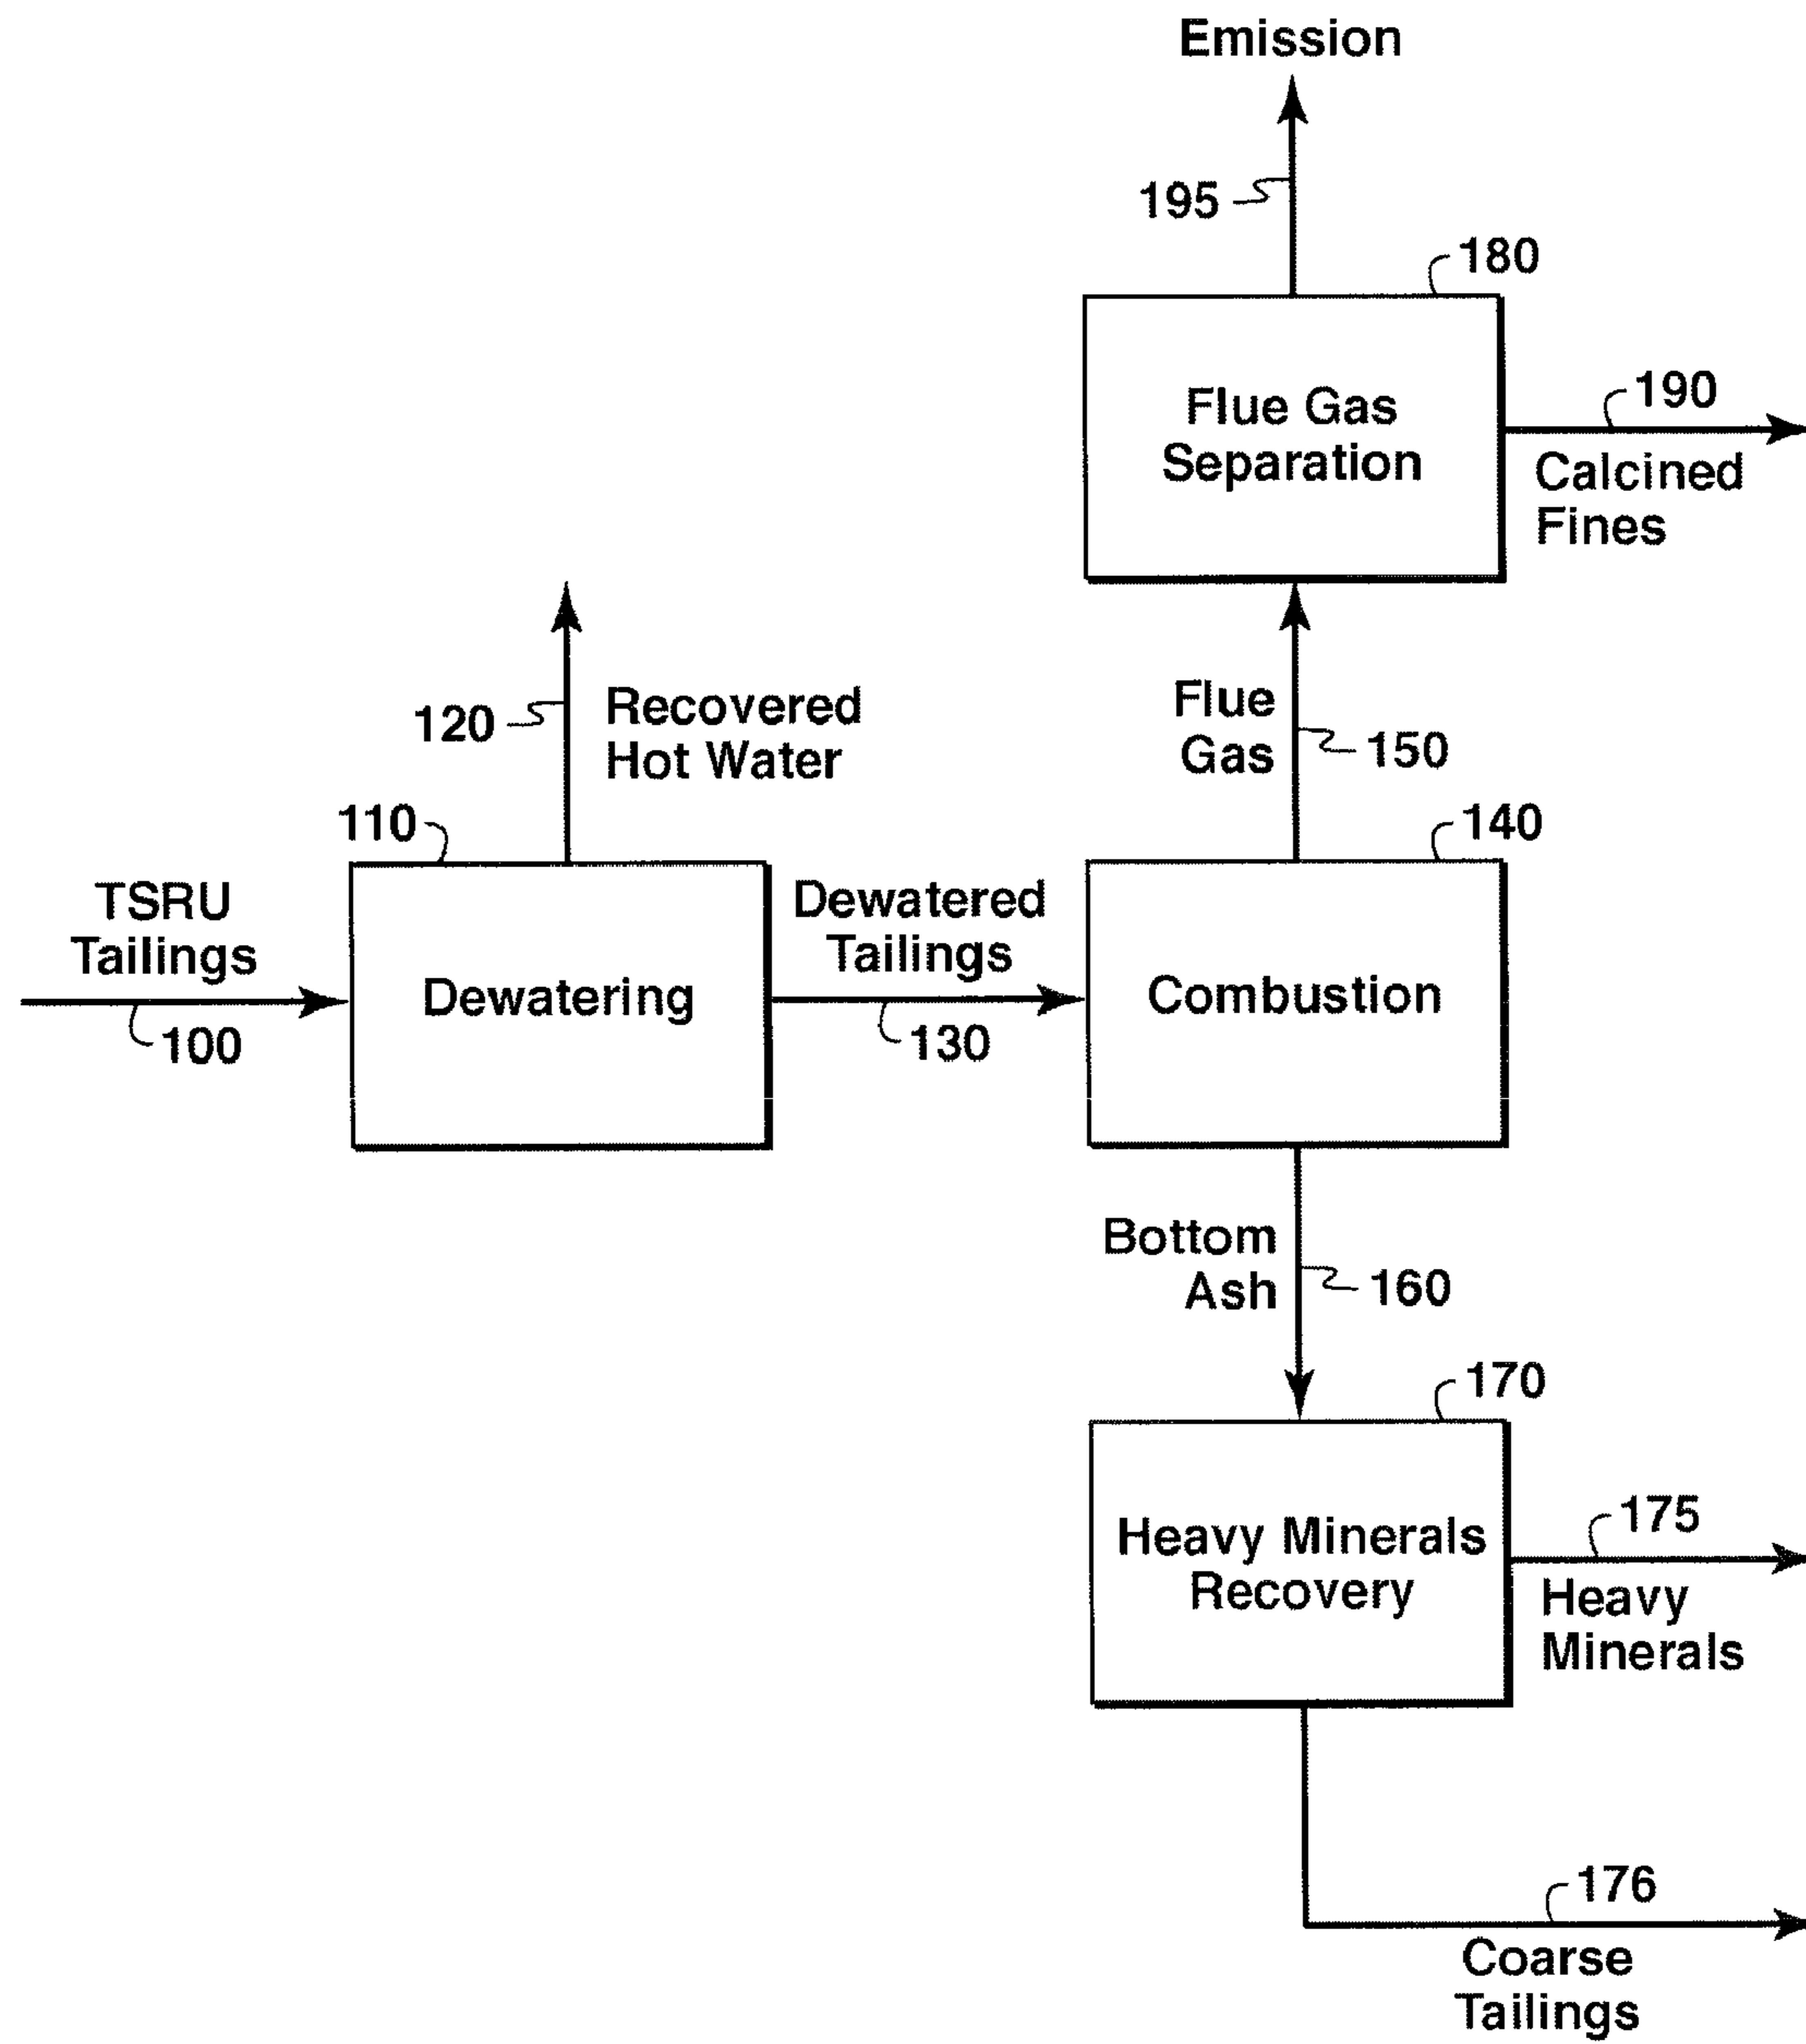 Emission
195
180
Flue Gas
Separation
190
Calcined
Fines
120
Recovered
Hot Water
Flue
Gas
150
110
140
TSRU
Tailings
100
Dewatering
Dewatered
Tailings
130
Combustion
Bottom
Ash
160
170
Heavy Minerals
Recovery
175
Heavy
Minerals
176
Coarse
Tailings